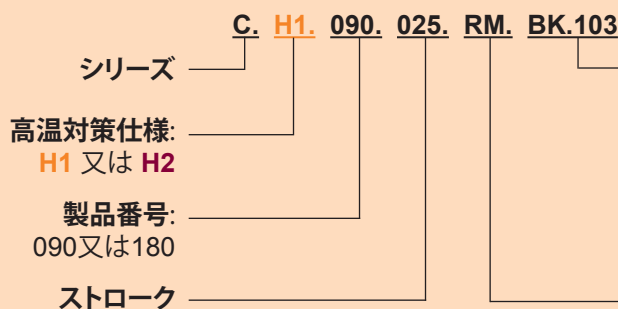 C. H1. 090. 025. RM. BK.103
シリーズ
高温対策仕様:
H1 又は H2
製品番号:
090又は180
ストローク